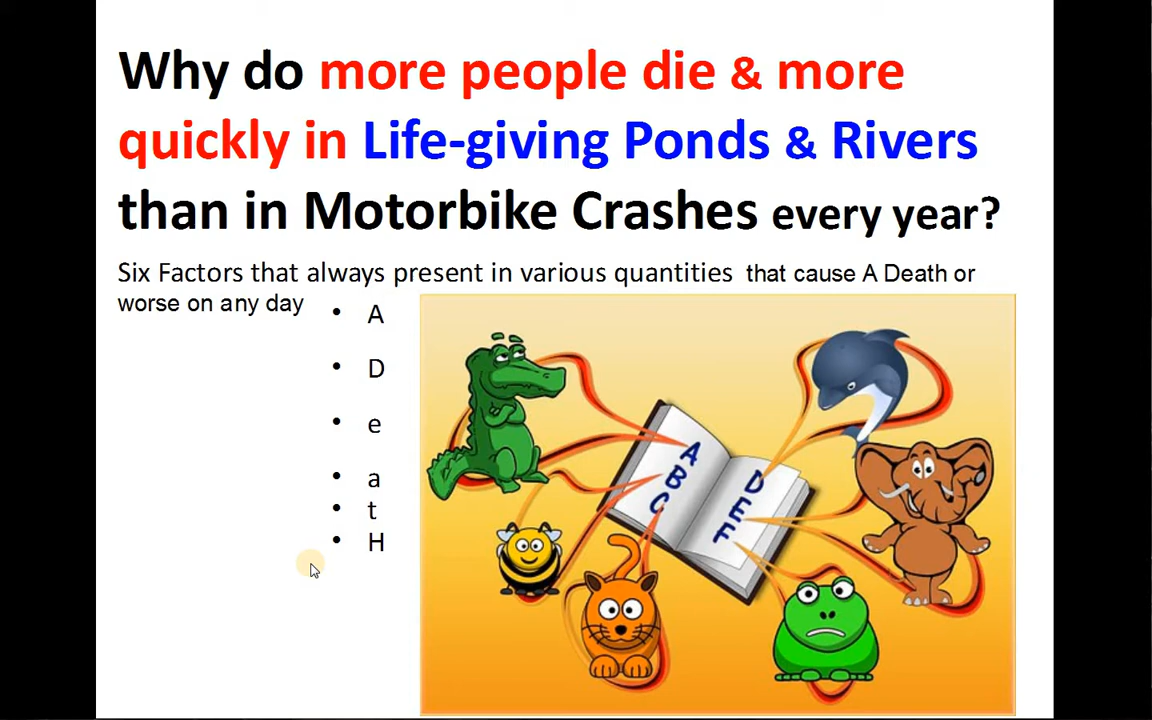 Why do more people die & more
quickly in Life-giving Ponds & Rivers
than in Motorbike Crashes every year?
Six Factors that always present in various quantities that cause A Death or
worse on any day
• A
• D
• e
• a
• t
• H
A
B
C
D
E
F